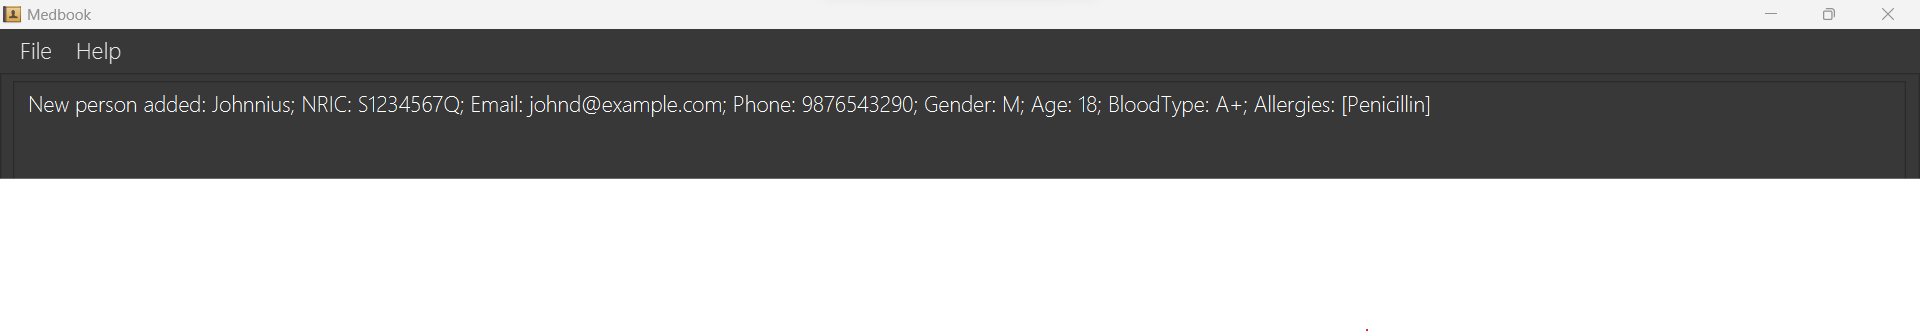 Medbook
File Help
New person added: Johnnius; NRIC: S1234567Q; Email: johnd@example.com; Phone: 9876543290; Gender: M; Age: 18; BloodType: A+; Allergies: [Penicillin]